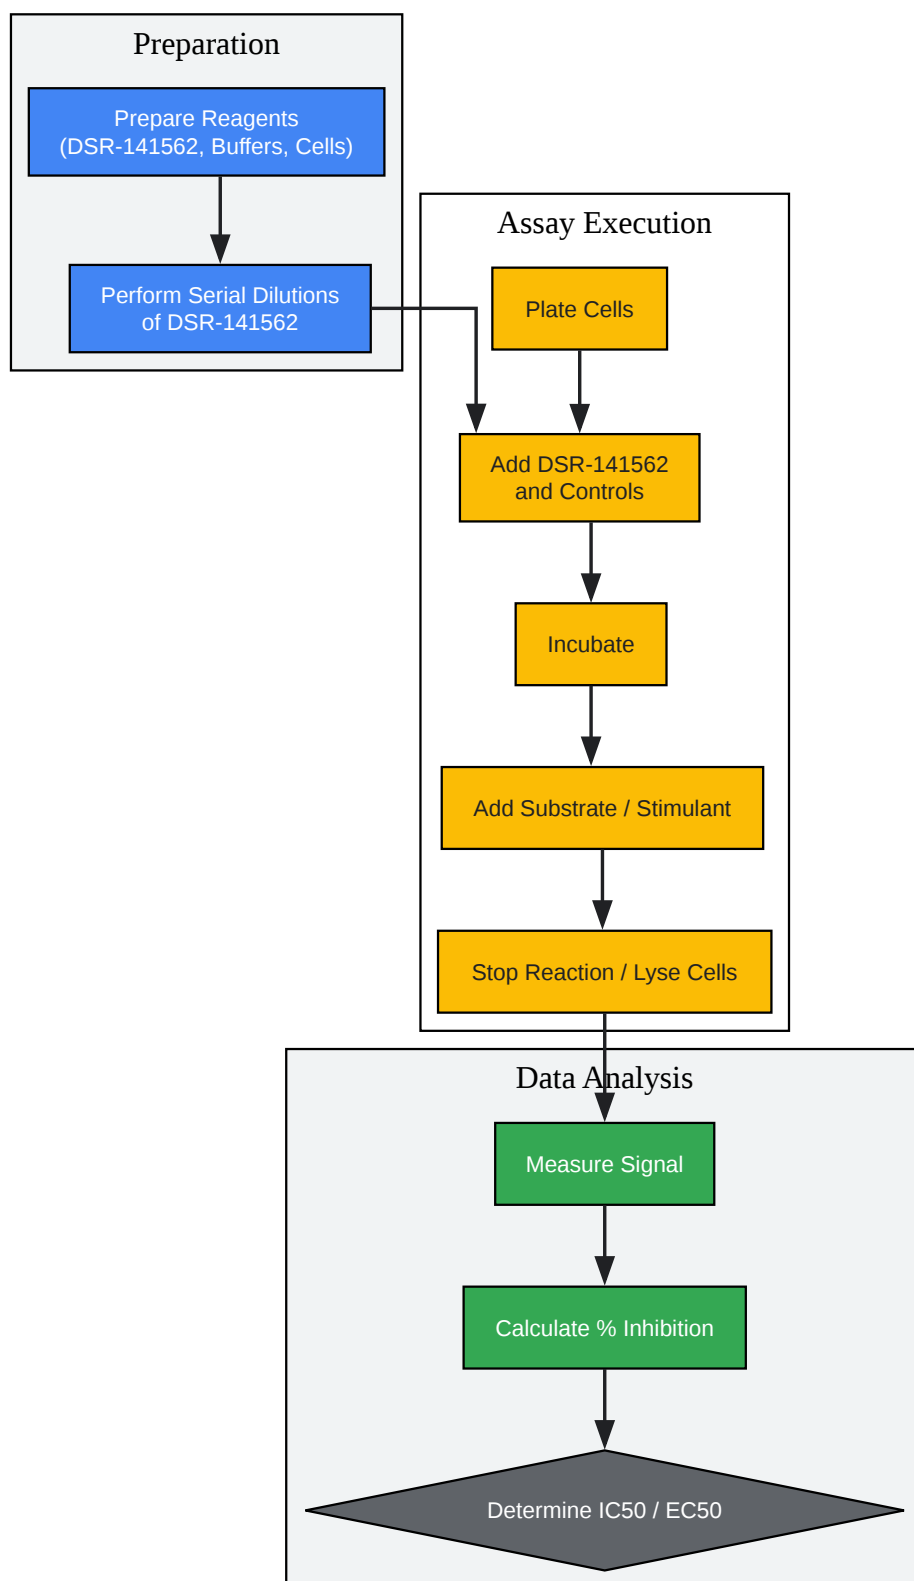 Preparation
Prepare Reagents
(DSR-141562, Buffers, Cells)
Perform Serial Dilutions
of DSR-141562
Assay Execution
Plate Cells
Add DSR-141562
and Controls
Incubate
Add Substrate / Stimulant
Stop Reaction / Lyse Cells
Data Analysis
Measure Signal
Calculate % Inhibition
Determine IC50 / EC50